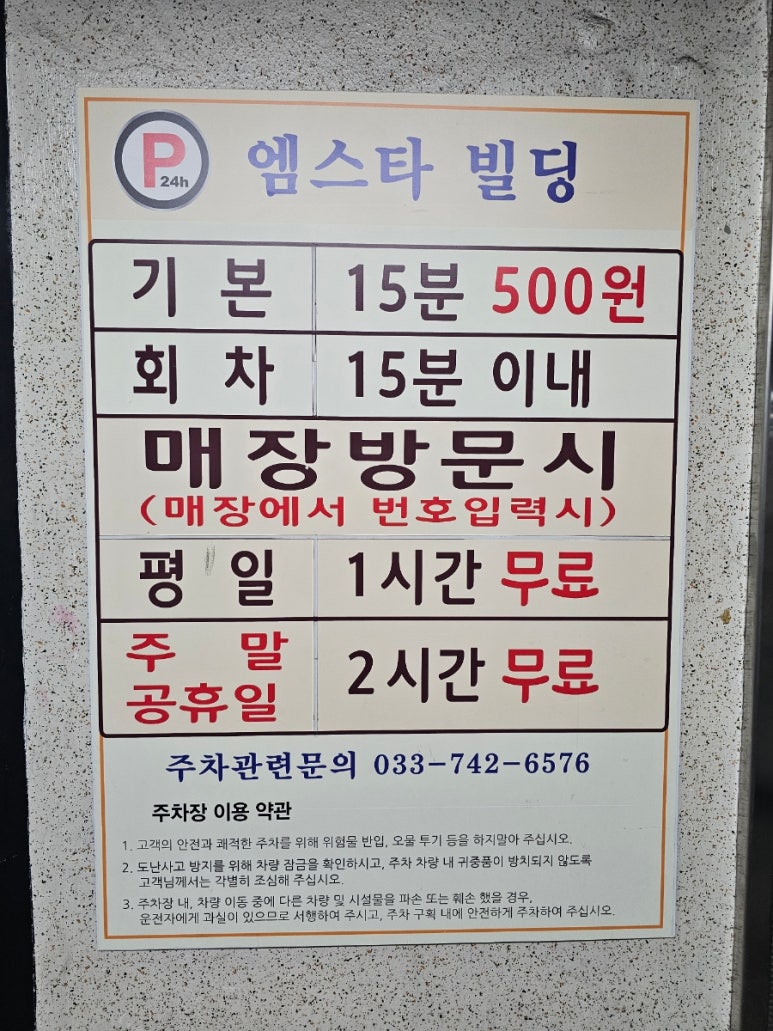 P 24h
엠스타 빌딩
기 본 15분 500원
회 차 15분 이내
매장방문시
(매장에서 번호입력시)
평 일 1시간 무료
주 말 공휴일 2시간 무료
주차관련문의 033-742-6576
주차장 이용 약관
1. 고객의 안전과 쾌적한 주차를 위해 위험물 반입, 오물 투기 등을 하지말아 주십시오.
2. 도난사고 방지를 위해 차량 잠금을 확인하시고, 주차 차량 내 귀중품이 방치되지 않도록
고객님께서는 각별히 조심해 주십시오.
3. 주차장 내, 차량 이동 중에 다른 차량 및 시설물을 파손 또는 훼손 했을 경우,
운전자에게 과실이 있으므로 서행하여 주시고, 주차 구획 내에 안전하게 주차하여 주십시오.